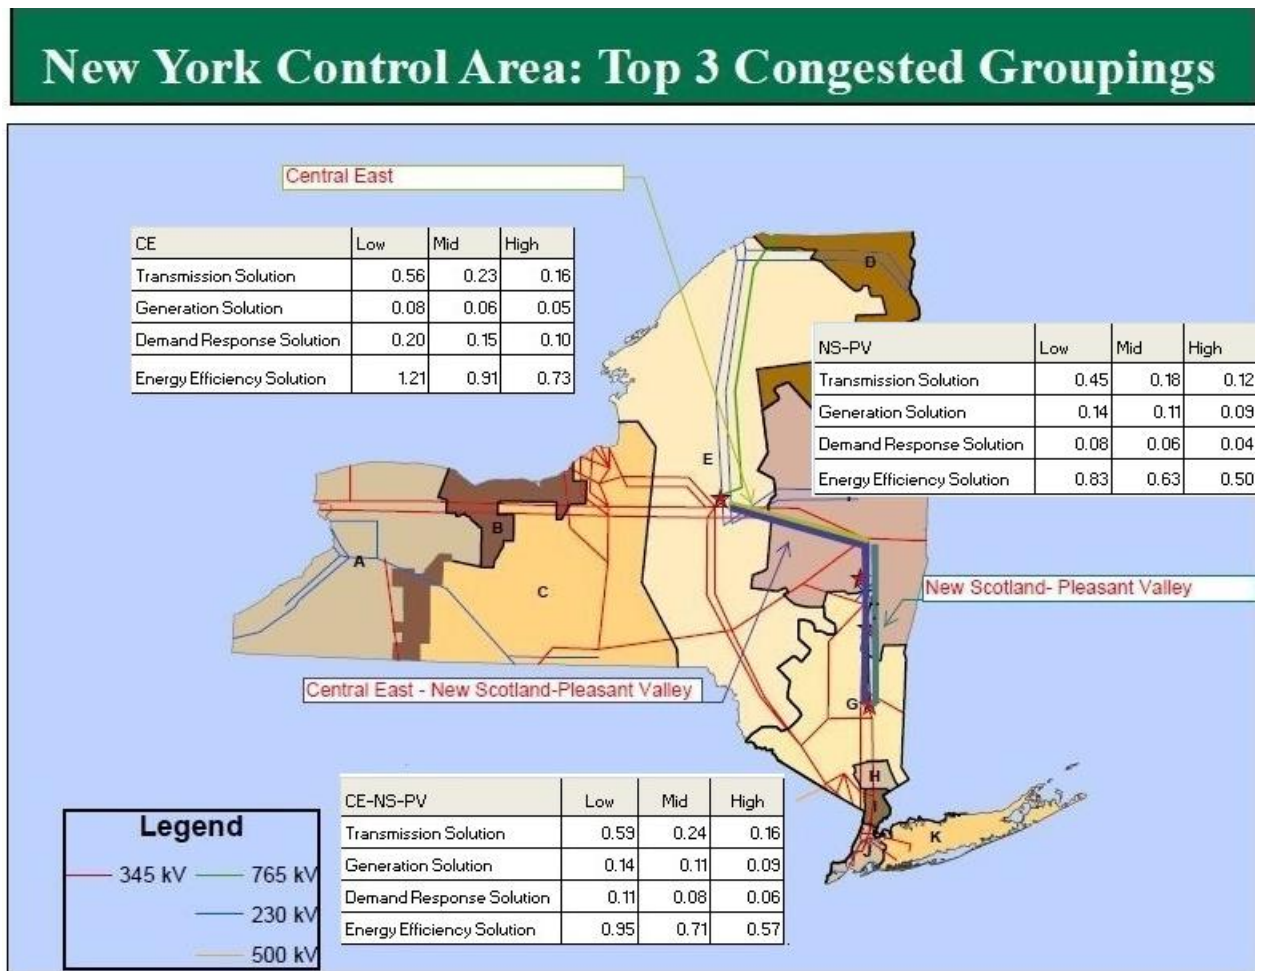 New York Control Area: Top 3 Congested Groupings
Central East
CE Low Mid High
Transmission Solution 0.56 0.23 0.16
Generation Solution 0.08 0.06 0.05
Demand Response Solution 0.20 0.15 0.10
Energy Efficiency Solution 1.21 0.91 0.73
D
NS-PV Low Mid High
Transmission Solution 0.45 0.18 0.12
Generation Solution 0.14 0.11 0.09
Demand Response Solution 0.08 0.06 0.04
Energy Efficiency Solution 0.83 0.63 0.50
E
B
A
C
New Scotland- Pleasant Valley
Central East - New Scotland-Pleasant Valley
G
H
I
J
K
CE-NS-PV Low Mid High
Transmission Solution 0.59 0.24 0.16
Generation Solution 0.14 0.11 0.09
Demand Response Solution 0.11 0.08 0.06
Energy Efficiency Solution 0.95 0.71 0.57
Legend
345 kV 765 kV
230 kV
500 kV